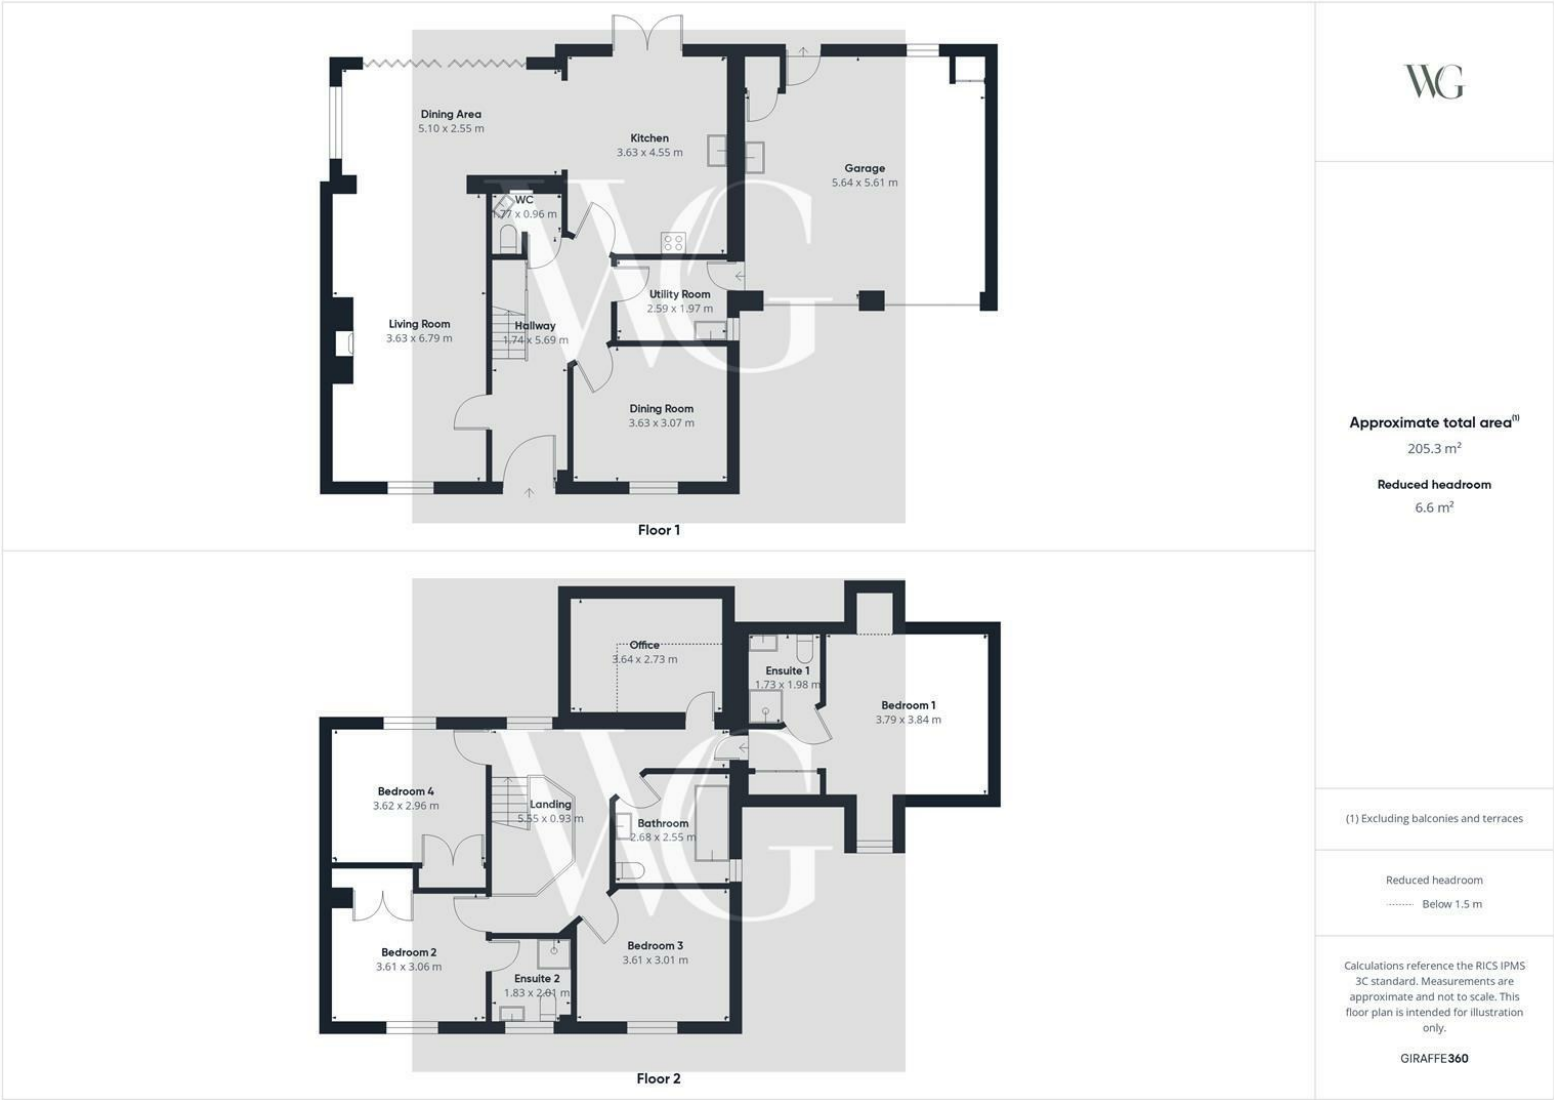 Dining Area
5.10 x 2.55 m
Kitchen
3.63 x 4.55 m
Garage
5.64 x 5.61 m
WC
1.77 x 0.96 m
Utility Room
2.59 x 1.97 m
Living Room
3.63 x 6.79 m
Hallway
1.74 x 5.69 m
Dining Room
3.63 x 3.07 m
WG
Floor 1
Office
3.64 x 2.73 m
Ensuite 1
1.73 x 1.98 m
Bedroom 1
3.79 x 3.84 m
Bedroom 4
3.62 x 2.96 m
Landing
5.55 x 0.93 m
Bathroom
2.68 x 2.55 m
Bedroom 2
3.61 x 3.06 m
Bedroom 3
3.61 x 3.01 m
Ensuite 2
1.83 x 2.01 m
WG
Floor 2
WG
Approximate total area(1)
205.3 m²
Reduced headroom
6.6 m²
(1) Excluding balconies and terraces
Reduced headroom
Below 1.5 m
Calculations reference the RICS IPMS
3C standard. Measurements are
approximate and not to scale. This
floor plan is intended for illustration
only.
GIRAFFE360